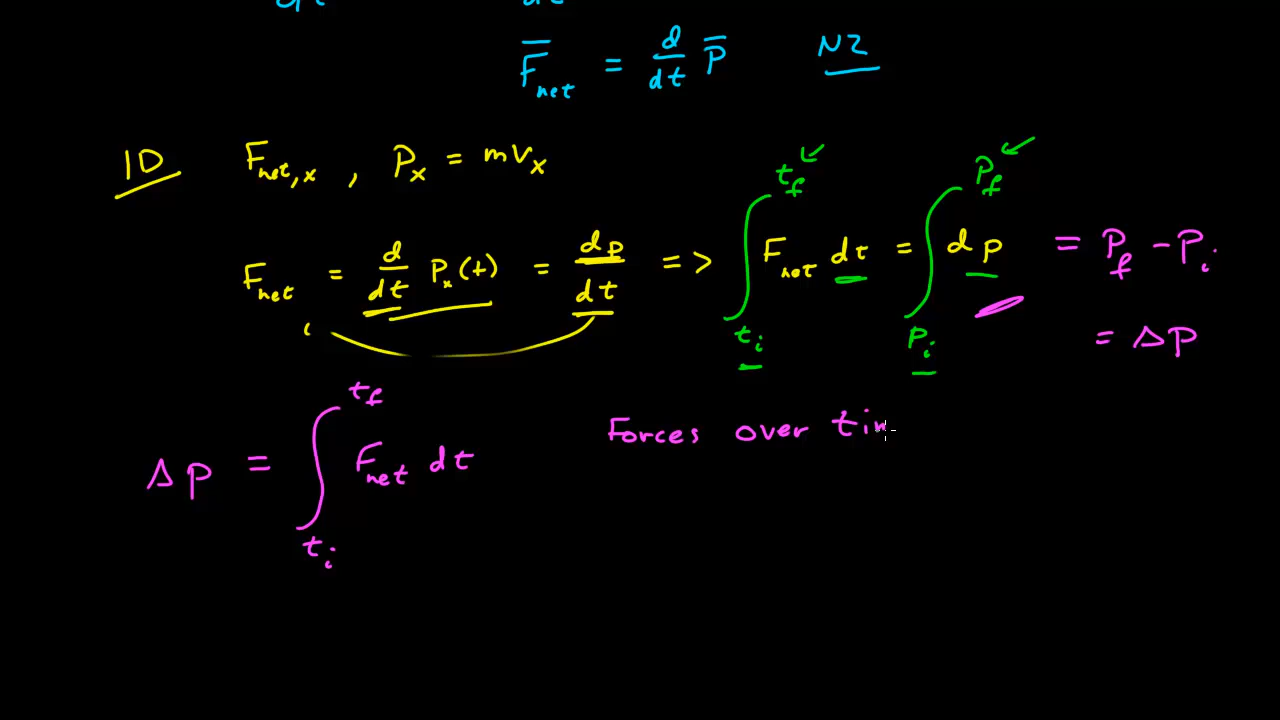 dt
F̅net = d/dt P̅ N2
1D Fnet,x , Px = mvx
Fnet = d/dt Px(t) = dp/dt => ∫ti^tf Fnet dt = ∫Pi^Pf dp = Pf - Pi
= Δp
Δp = ∫ti^tf Fnet dt Forces over